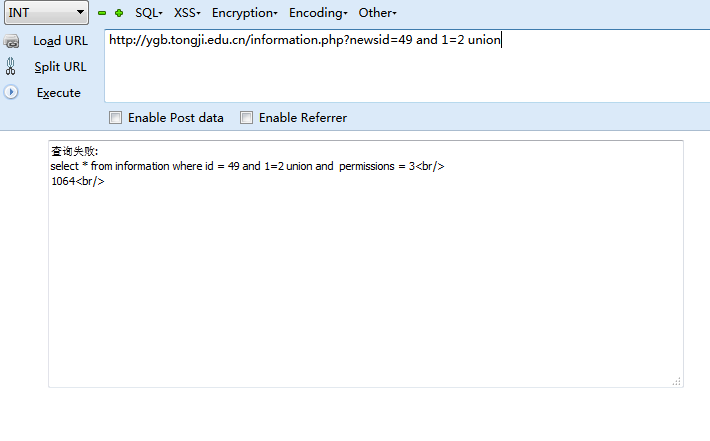 INT SQL- XSS- Encryption- Encoding- Other-
Load URL http://ygb.tongji.edu.cn/information.php?newsid=49 and 1=2 union
Split URL
Execute
Enable Post data Enable Referrer
查询失败:
select * from information where id = 49 and 1=2 union and permissions = 3<br/>
1064<br/>